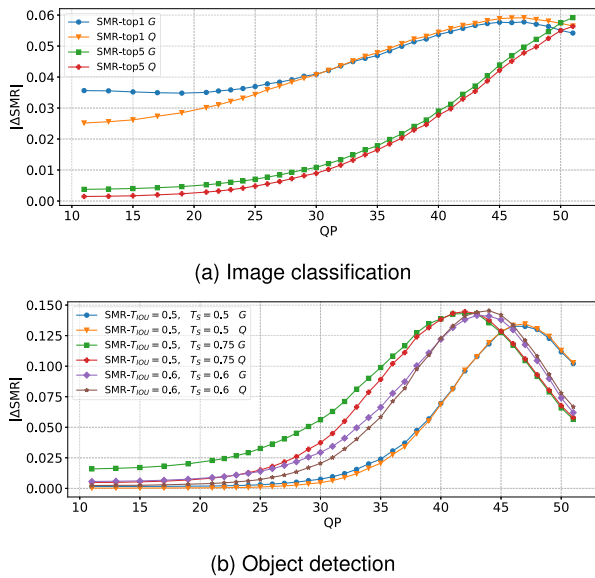 0.06
0.05
0.04
0.03
0.02
0.01
0.00
|ΔSMR|
SMR-top1 G
SMR-top1 Q
SMR-top5 G
SMR-top5 Q
10 15 20 25 30 35 40 45 50
QP
(a) Image classification
0.150
0.125
0.100
0.075
0.050
0.025
0.000
|ΔSMR|
SMR-T_IOU = 0.5, T_S = 0.5 G
SMR-T_IOU = 0.5, T_S = 0.5 Q
SMR-T_IOU = 0.5, T_S = 0.75 G
SMR-T_IOU = 0.5, T_S = 0.75 Q
SMR-T_IOU = 0.6, T_S = 0.6 G
SMR-T_IOU = 0.6, T_S = 0.6 Q
10 15 20 25 30 35 40 45 50
QP
(b) Object detection